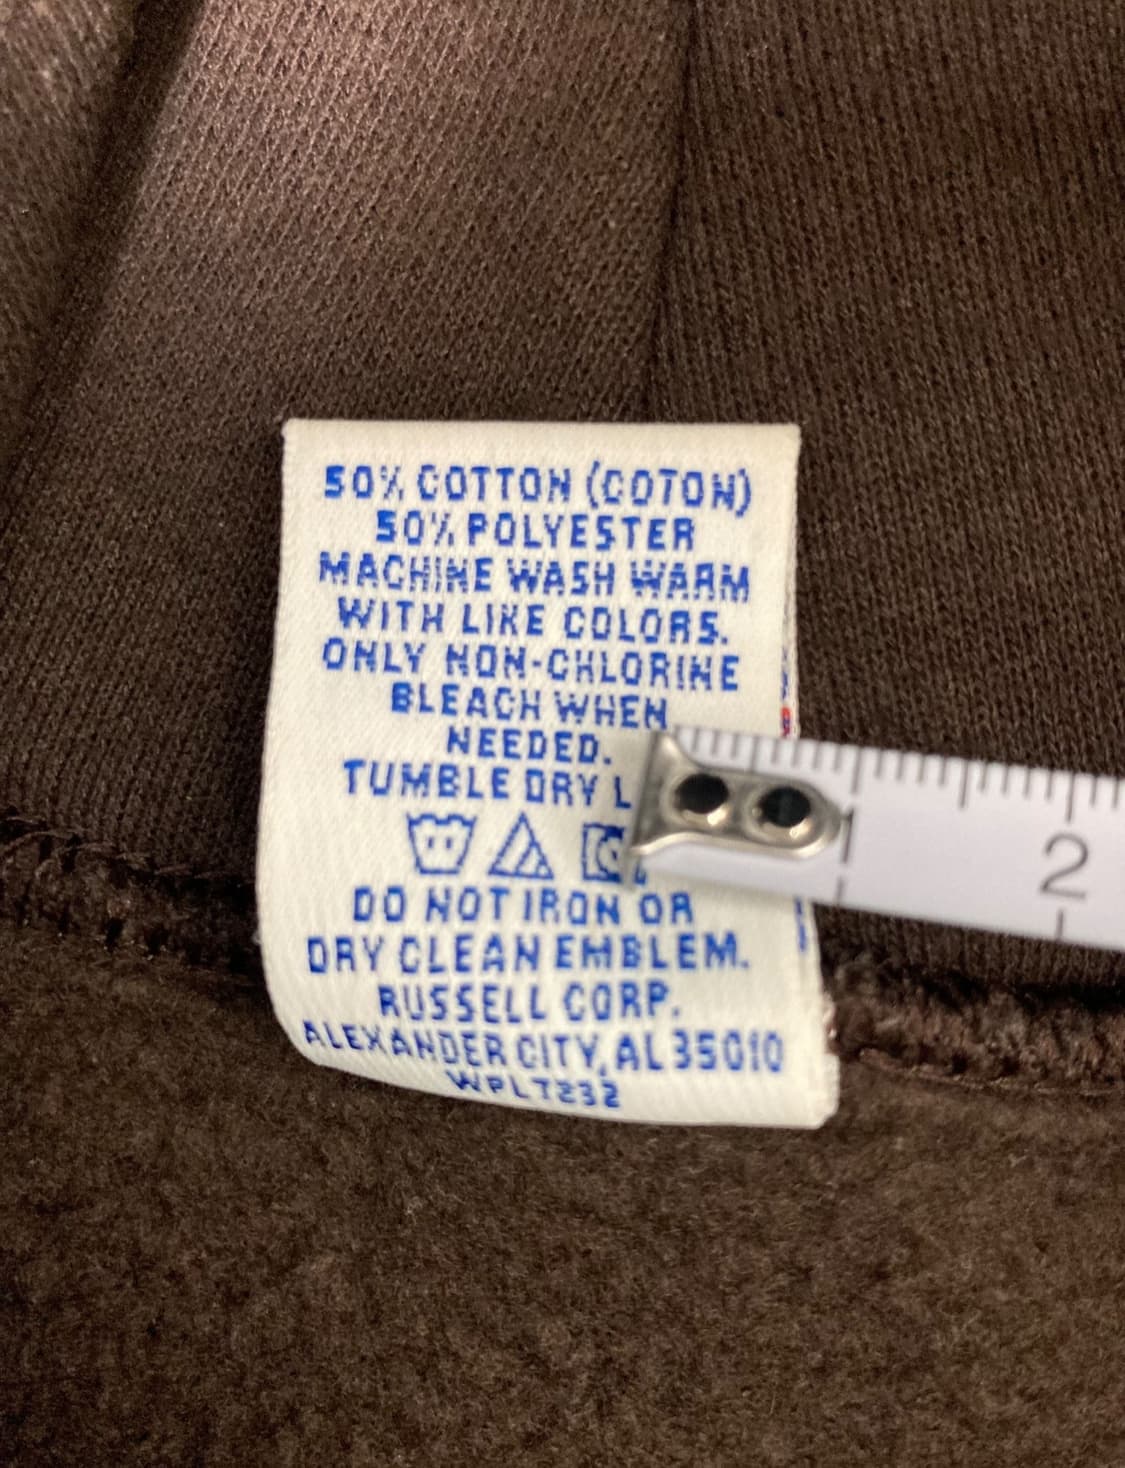 50% COTTON (COTON)
50% POLYESTER
MACHINE WASH WARM
WITH LIKE COLORS.
ONLY NON-CHLORINE
BLEACH WHEN
NEEDED.
TUMBLE DRY L
DO NOT IRON OR
DRY CLEAN EMBLEM.
RUSSELL CORP.
ALEXANDER CITY, AL 35010
WPLT232
1
2